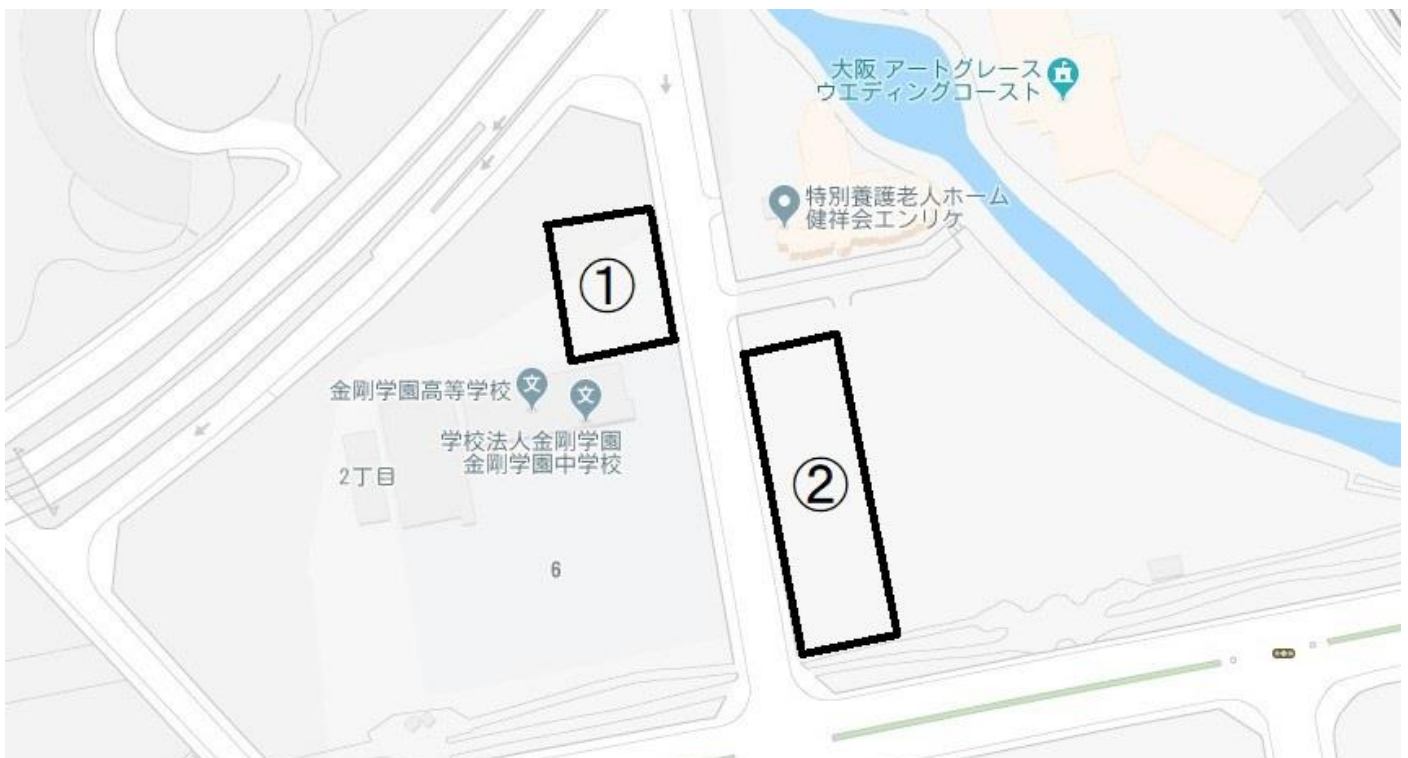 大阪 アートグレース
ウエディングコースト
特別養護老人ホーム
健祥会エンリケ
①
金剛学園高等学校
学校法人金剛学園
金剛学園中学校
2丁目
②
6